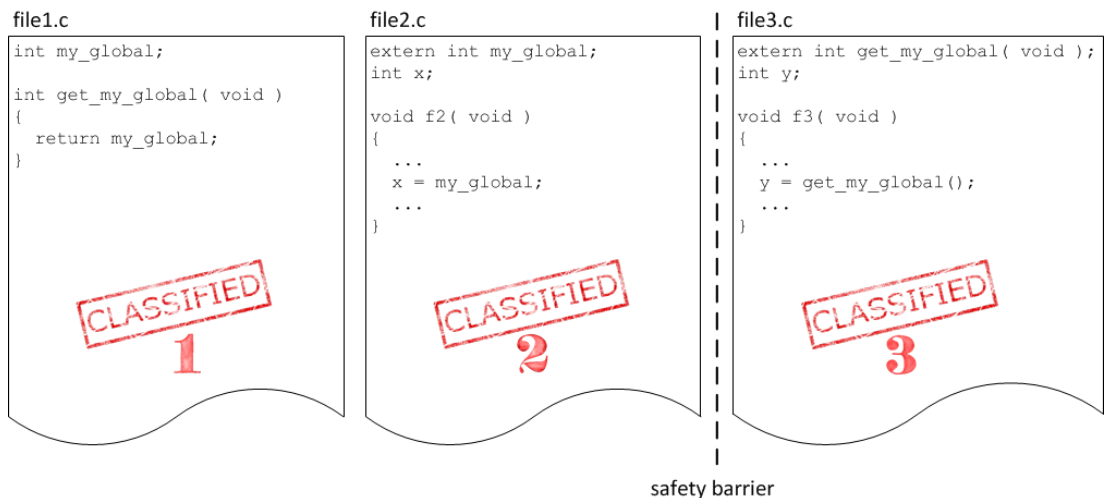 file1.c
int my_global;
int get_my_global( void )
{
  return my_global;
}
CLASSIFIED
1
file2.c
extern int my_global;
int x;
void f2( void )
{
  ...
  x = my_global;
  ...
}
CLASSIFIED
2
file3.c
extern int get_my_global( void );
int y;
void f3( void )
{
  ...
  y = get_my_global();
  ...
}
CLASSIFIED
3
safety barrier